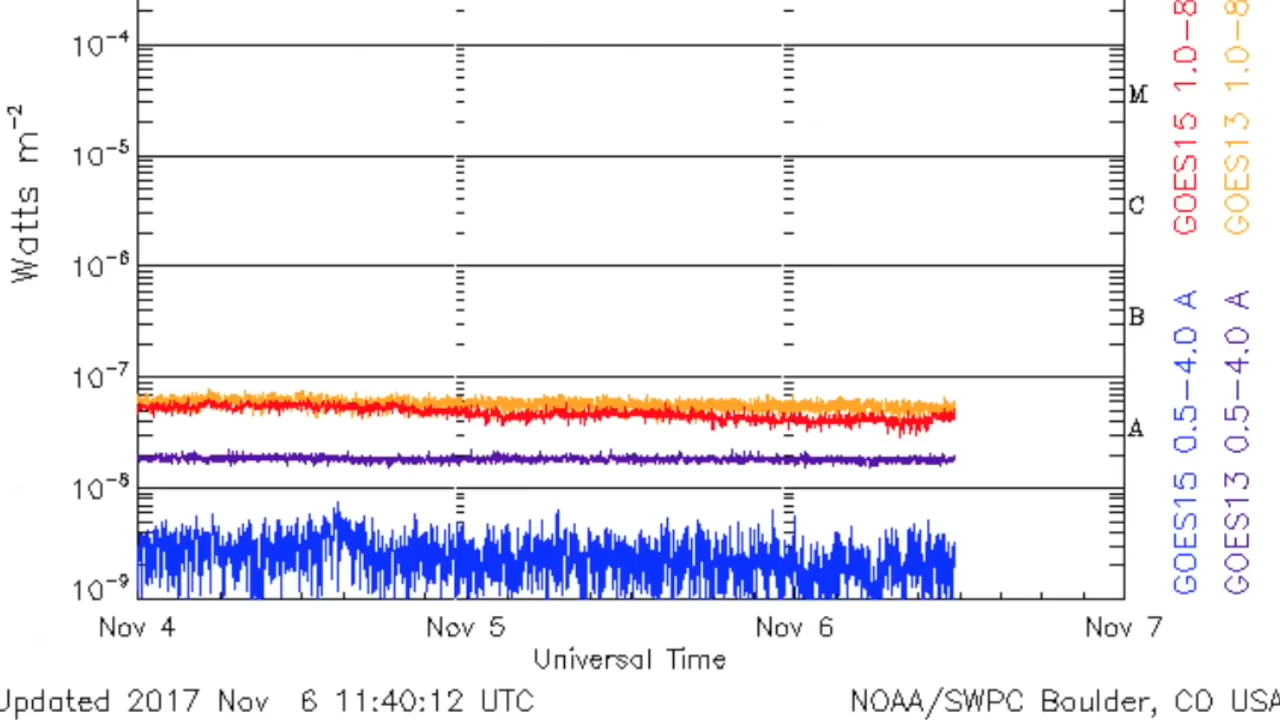 10⁻⁴
10⁻⁵
10⁻⁶
10⁻⁷
10⁻⁸
10⁻⁹
Watts m⁻²
M
C
B
A
GOES15 1.0-8
GOES13 1.0-8
GOES15 0.5-4.0 A
GOES13 0.5-4.0 A
Nov 4 Nov 5 Nov 6 Nov 7
Universal Time
Updated 2017 Nov 6 11:40:12 UTC NOAA/SWPC Boulder, CO USA